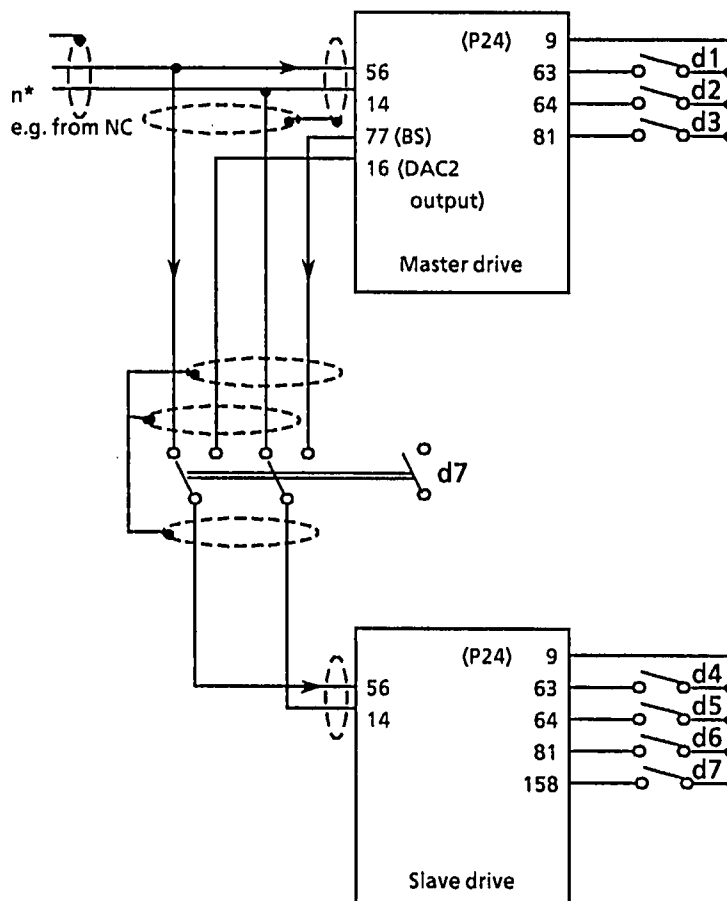 (P24) 9
56
63
d1
14
64
d2
77 (BS)
81
d3
16 (DAC2
output)
n*
e.g. from NC
Master drive
d7
(P24) 9
56
63
d4
14
64
d5
81
d6
158
d7
Slave drive